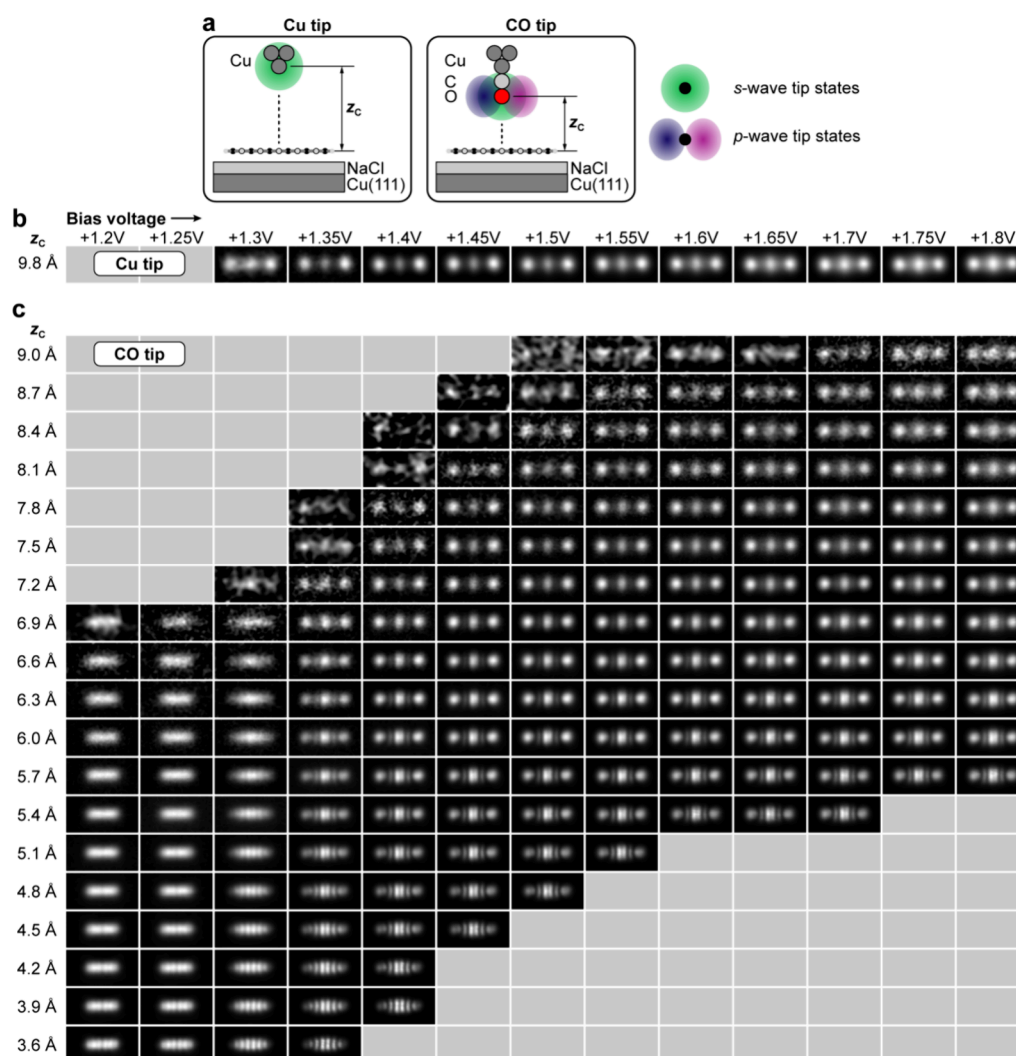 a
Cu tip
CO tip
Cu
z_C
NaCl
Cu(111)
Cu
C
O
z_C
NaCl
Cu(111)
s-wave tip states
p-wave tip states
b
Bias voltage →
z_C +1.2V +1.25V +1.3V +1.35V +1.4V +1.45V +1.5V +1.55V +1.6V +1.65V +1.7V +1.75V +1.8V
9.8 Å Cu tip
c
z_C
9.0 Å CO tip
8.7 Å
8.4 Å
8.1 Å
7.8 Å
7.5 Å
7.2 Å
6.9 Å
6.6 Å
6.3 Å
6.0 Å
5.7 Å
5.4 Å
5.1 Å
4.8 Å
4.5 Å
4.2 Å
3.9 Å
3.6 Å